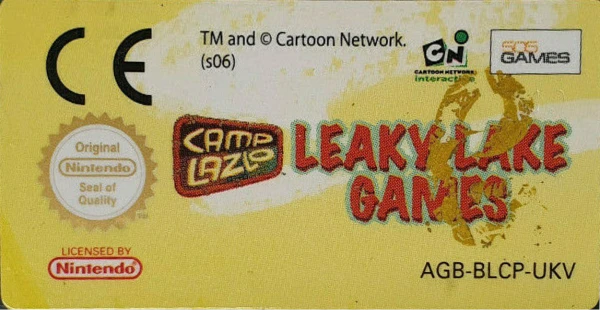 CE
TM and © Cartoon Network.
(s06)
CN
CARTOON NETWORK
interactive
SOS
GAMES
Original
Nintendo
Seal of
Quality
CAMP
LAZLO
LEAKY LAKE
GAMES
LICENSED BY
Nintendo
AGB-BLCP-UKV